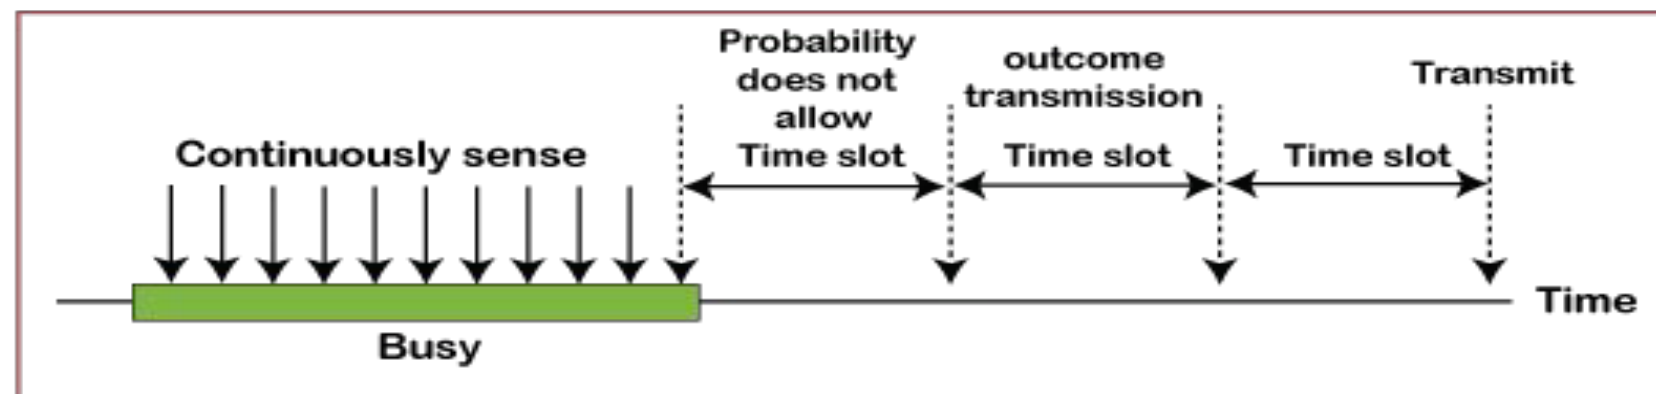 Probability
does not
allow
Time slot
outcome
transmission
Time slot
Transmit
Time slot
Continuously sense
Busy
Time